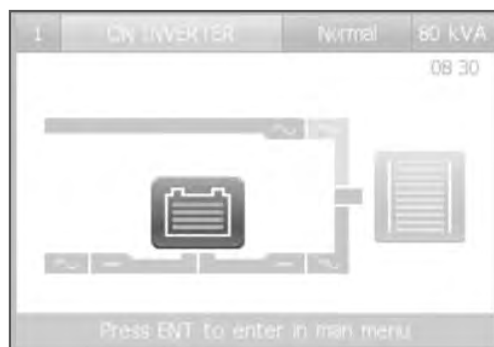 1 ON INVERTER Normal 80 kVA
08:30
Press ENT to enter in main menu